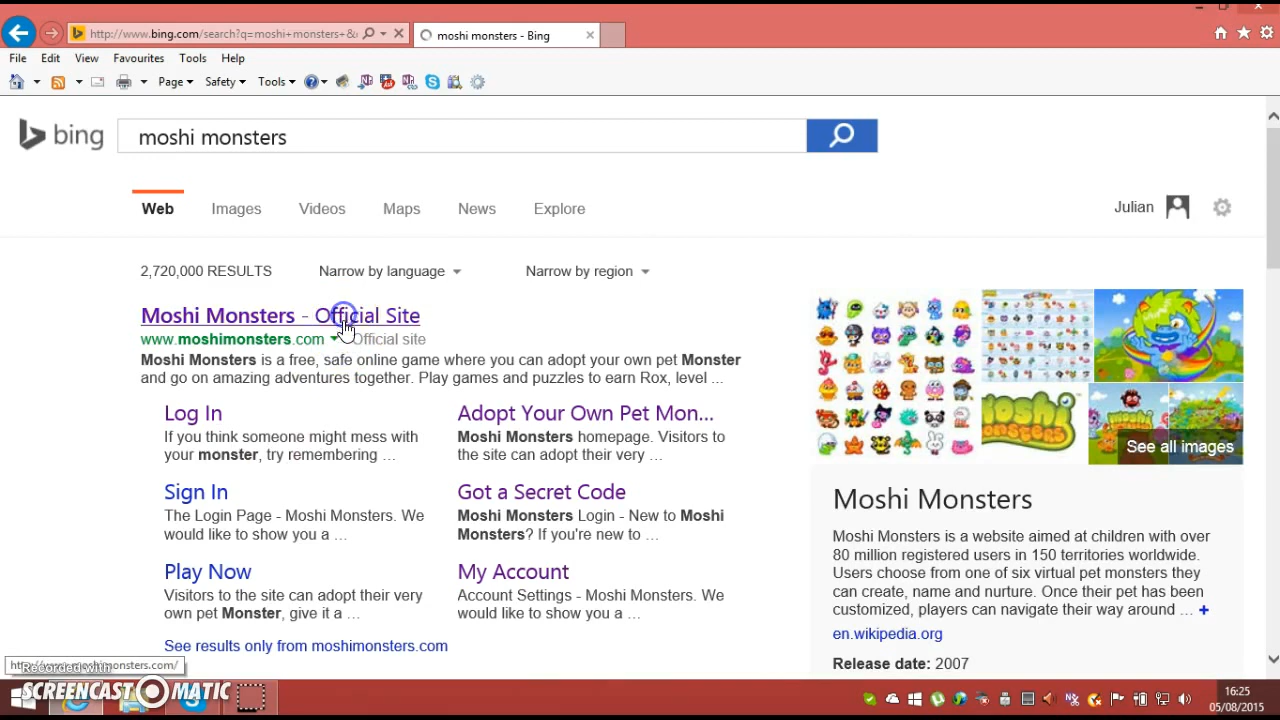 http://www.bing.com/search?q=moshi+monsters+&
moshi monsters - Bing
File Edit View Favourites Tools Help
Page Safety Tools
bing
moshi monsters
Web Images Videos Maps News Explore
Julian
2,720,000 RESULTS Narrow by language Narrow by region
Moshi Monsters - Official Site
www.moshimonsters.com Official site
Moshi Monsters is a free, safe online game where you can adopt your own pet Monster
and go on amazing adventures together. Play games and puzzles to earn Rox, level ...
Log In
If you think someone might mess with
your monster, try remembering ...
Adopt Your Own Pet Mon...
Moshi Monsters homepage. Visitors to
the site can adopt their very ...
Sign In
The Login Page - Moshi Monsters. We
would like to show you a ...
Got a Secret Code
Moshi Monsters Login - New to Moshi
Monsters? If you're new to ...
Play Now
Visitors to the site can adopt their very
own pet Monster, give it a ...
My Account
Account Settings - Moshi Monsters. We
would like to show you a ...
See results only from moshimonsters.com
moshi
monsters
See all images
Moshi Monsters
Moshi Monsters is a website aimed at children with over
80 million registered users in 150 territories worldwide.
Users choose from one of six virtual pet monsters they
can create, name and nurture. Once their pet has been
customized, players can navigate their way around ... +
en.wikipedia.org
Release date: 2007
http://www.moshimonsters.com/
Recorded with
SCREENCAST MATIC
16:25
05/08/2015